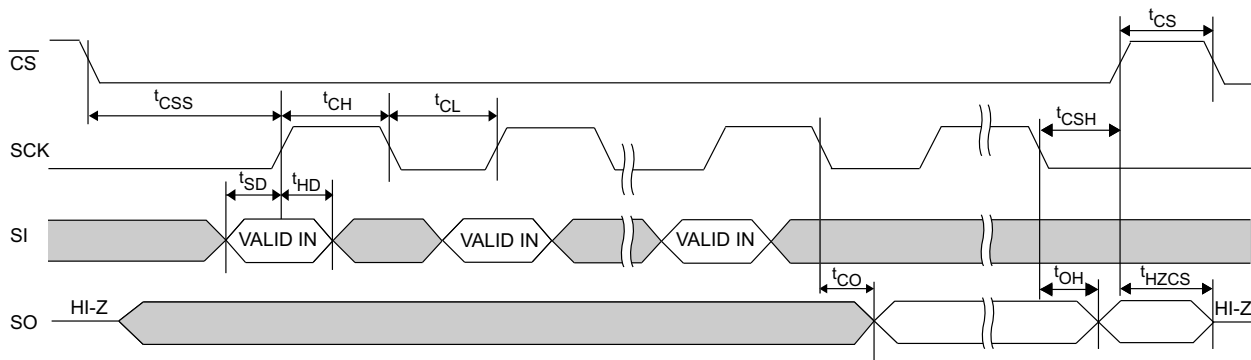 tCS
CS
tCSS
tCH
tCL
tCSH
SCK
tSD
tHD
SI
VALID IN
VALID IN
VALID IN
tCO
tOH
tHZCS
HI-Z
HI-Z
SO